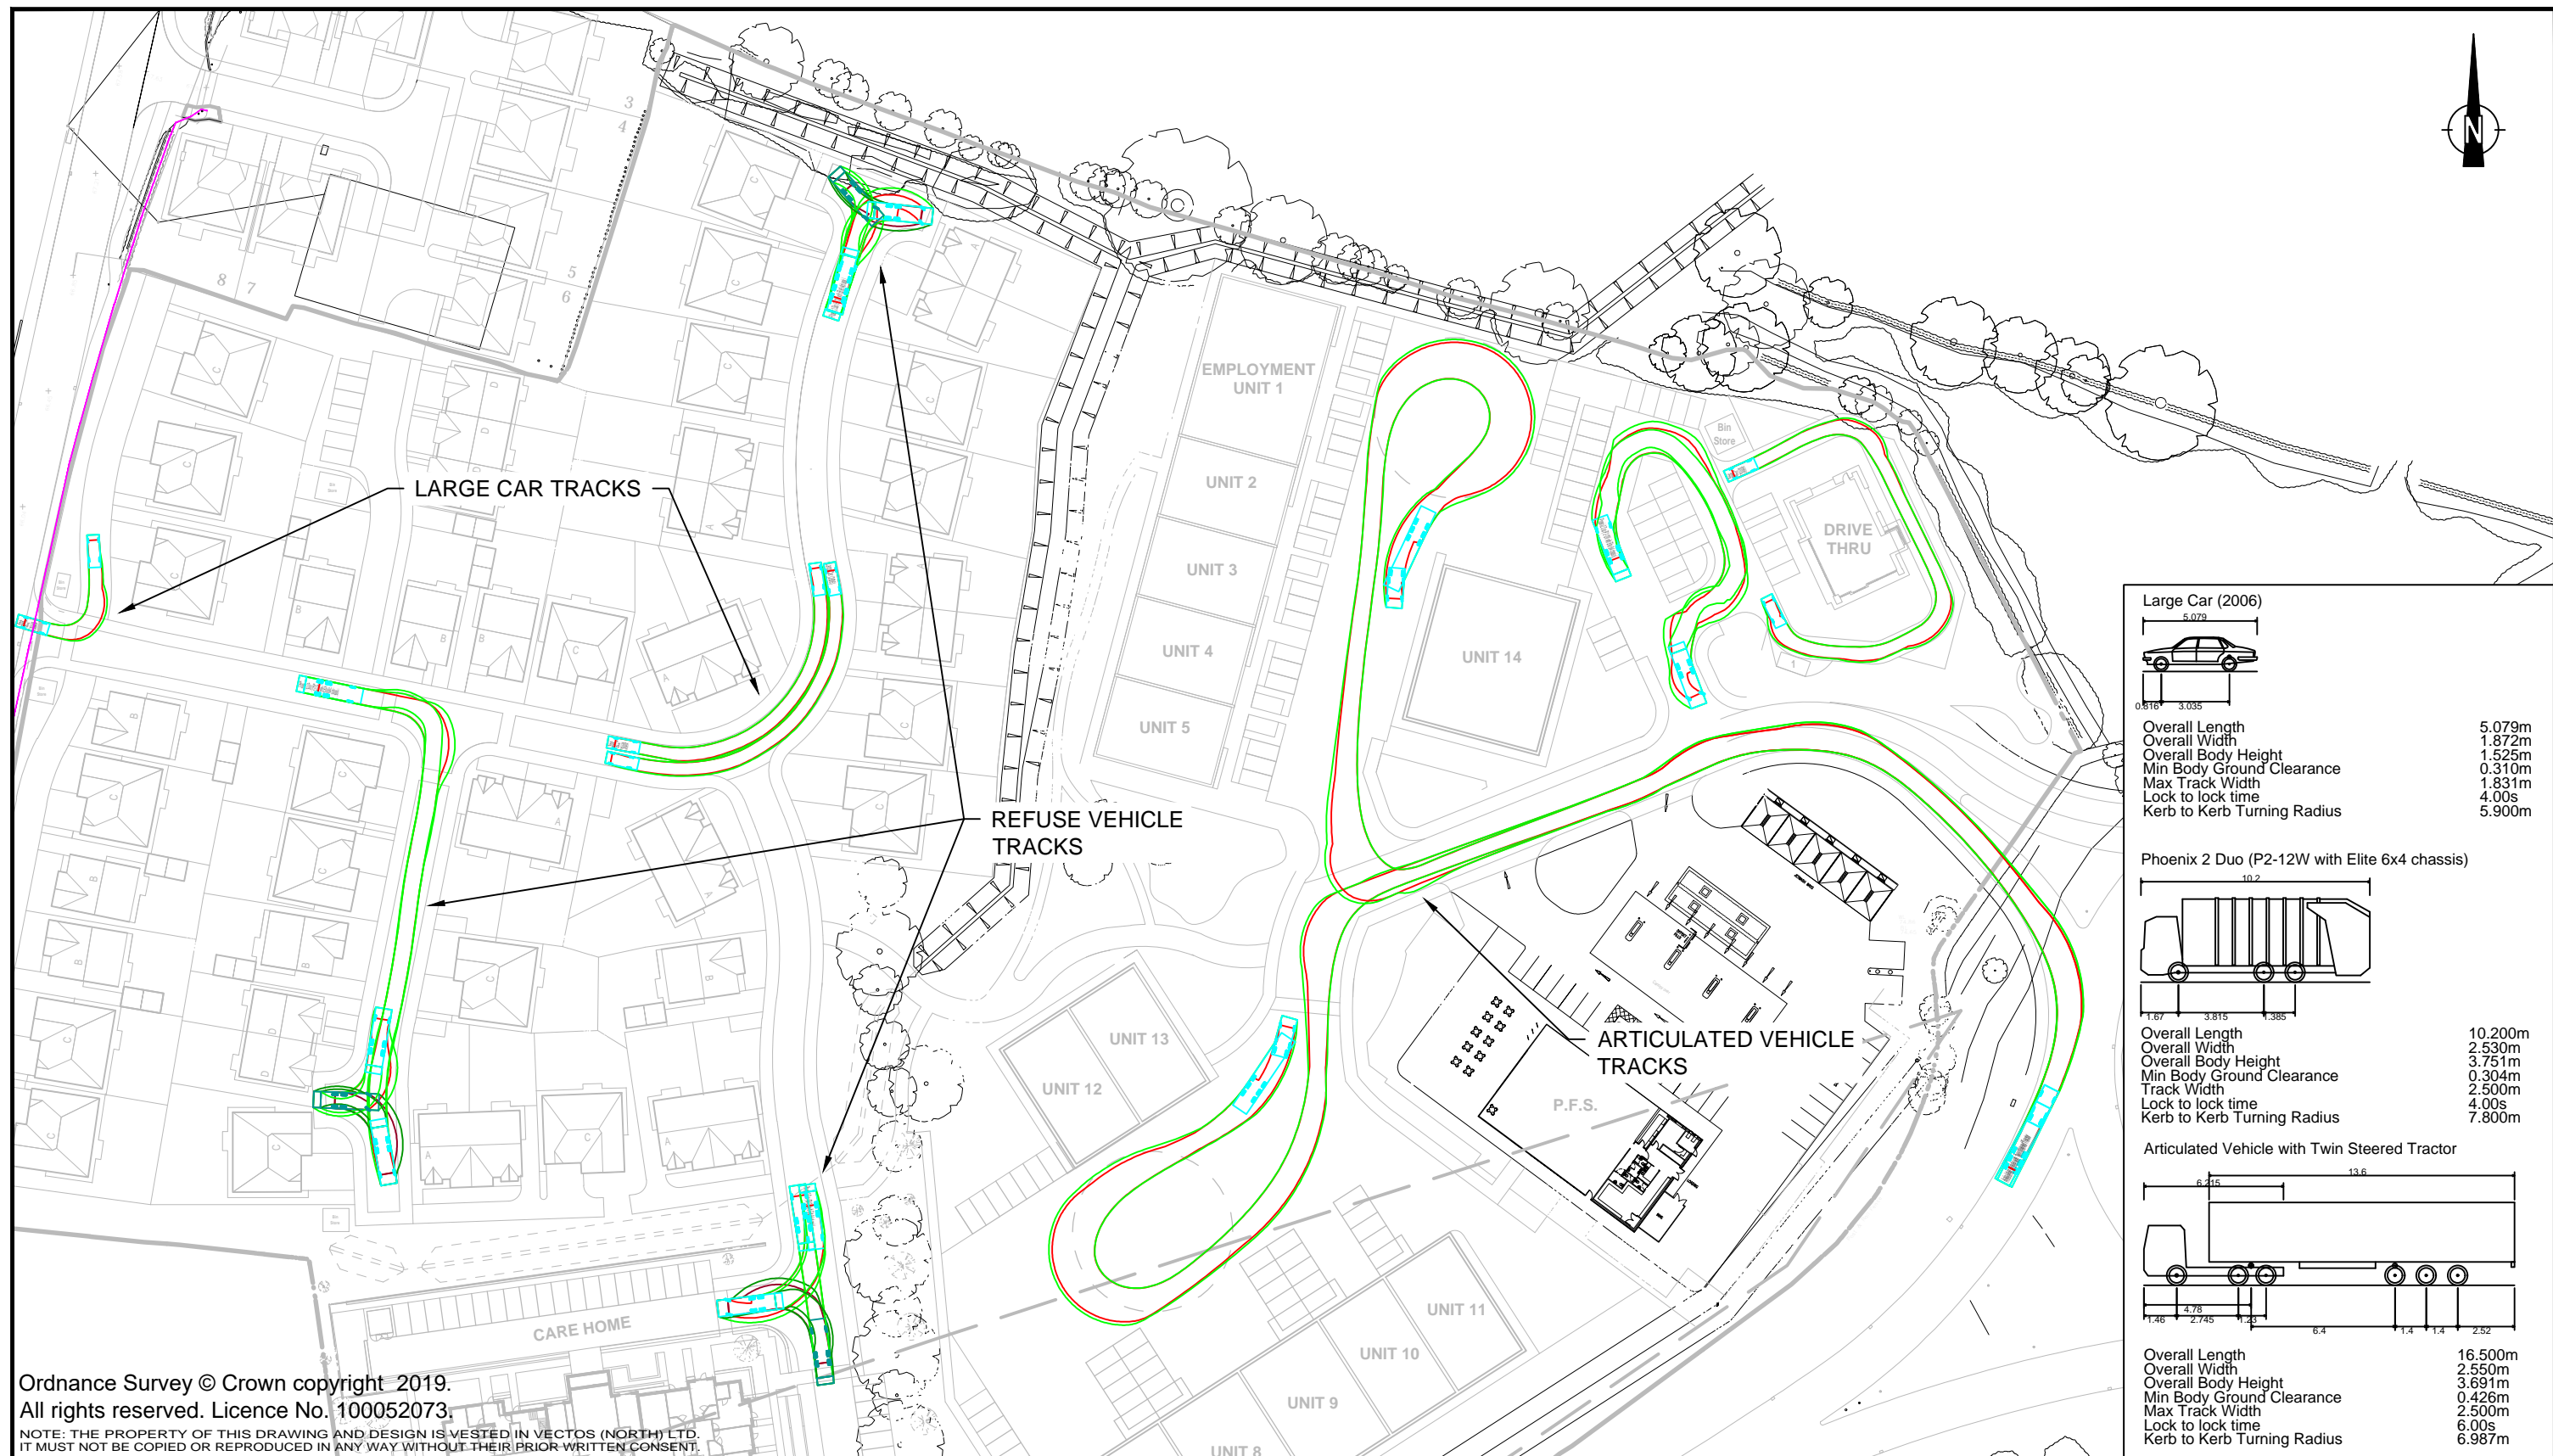 N
3
4
5
6
8 7
EMPLOYMENT
UNIT 1
UNIT 2
UNIT 3
UNIT 4
UNIT 5
UNIT 14
Bin
Store
DRIVE
THRU
1
LARGE CAR TRACKS
REFUSE VEHICLE
TRACKS
ARTICULATED VEHICLE
TRACKS
P.F.S.
UNIT 13
UNIT 12
UNIT 11
UNIT 10
UNIT 9
UNIT 8
CARE HOME
Large Car (2006)
5.079
0.816 3.035
Overall Length 5.079m
Overall Width 1.872m
Overall Body Height 1.525m
Min Body Ground Clearance 0.310m
Max Track Width 1.831m
Lock to lock time 4.00s
Kerb to Kerb Turning Radius 5.900m
Phoenix 2 Duo (P2-12W with Elite 6x4 chassis)
10.2
1.67 3.815 1.385
Overall Length 10.200m
Overall Width 2.530m
Overall Body Height 3.751m
Min Body Ground Clearance 0.304m
Track Width 2.500m
Lock to lock time 4.00s
Kerb to Kerb Turning Radius 7.800m
Articulated Vehicle with Twin Steered Tractor
13.6
6.215
4.78
1.46 2.745 1.23
6.4 1.4 1.4 2.52
Overall Length 16.500m
Overall Width 2.550m
Overall Body Height 3.691m
Min Body Ground Clearance 0.426m
Max Track Width 2.500m
Lock to lock time 6.00s
Kerb to Kerb Turning Radius 6.987m
Ordnance Survey © Crown copyright 2019.
All rights reserved. Licence No. 100052073.
NOTE: THE PROPERTY OF THIS DRAWING AND DESIGN IS VESTED IN VECTOS (NORTH) LTD.
IT MUST NOT BE COPIED OR REPRODUCED IN ANY WAY WITHOUT THEIR PRIOR WRITTEN CONSENT.